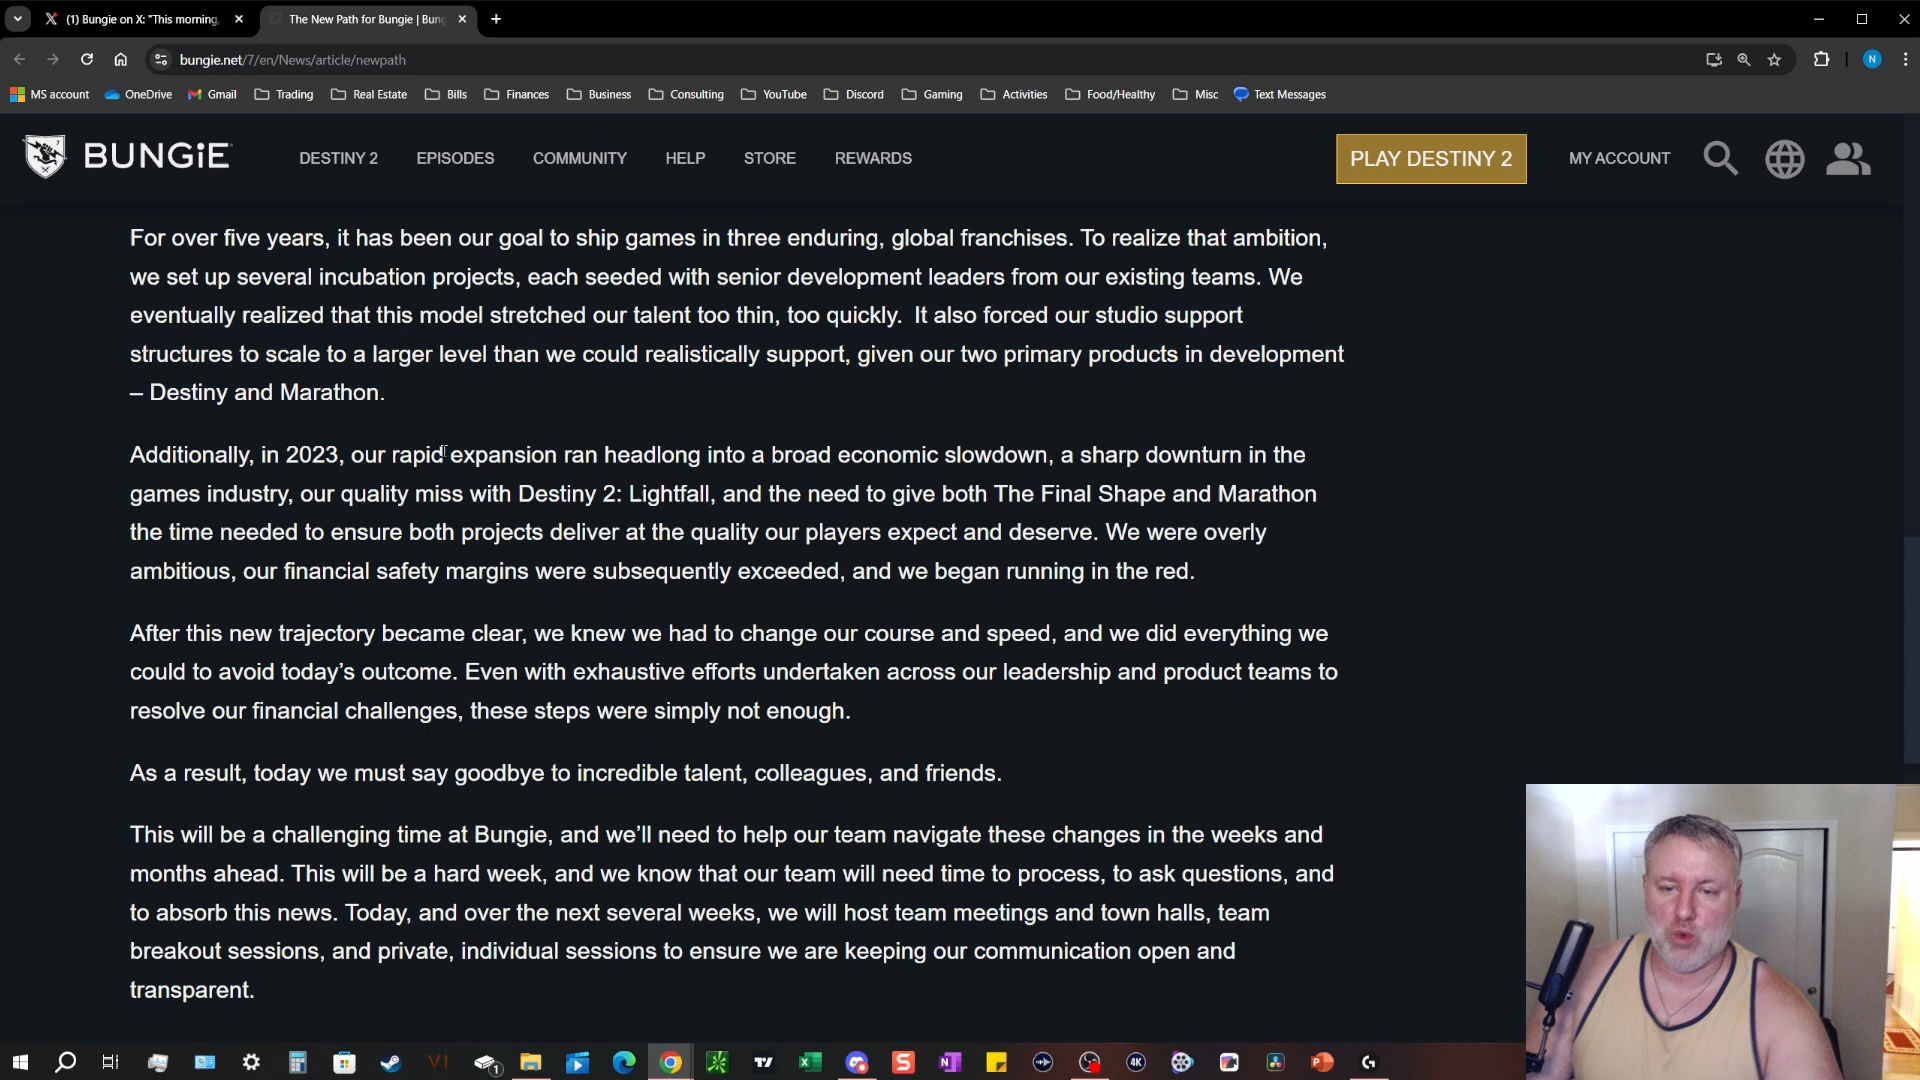 (1) Bungie on X: "This morning,
The New Path for Bungie | Bung
bungie.net/7/en/News/article/newpath
N
MS account
OneDrive
Gmail
Trading
Real Estate
Bills
Finances
Business
Consulting
YouTube
Discord
Gaming
Activities
Food/Healthy
Misc
Text Messages
BUNGiE
DESTINY 2
EPISODES
COMMUNITY
HELP
STORE
REWARDS
PLAY DESTINY 2
MY ACCOUNT
For over five years, it has been our goal to ship games in three enduring, global franchises. To realize that ambition,
we set up several incubation projects, each seeded with senior development leaders from our existing teams. We
eventually realized that this model stretched our talent too thin, too quickly.  It also forced our studio support
structures to scale to a larger level than we could realistically support, given our two primary products in development
– Destiny and Marathon.
Additionally, in 2023, our rapid expansion ran headlong into a broad economic slowdown, a sharp downturn in the
games industry, our quality miss with Destiny 2: Lightfall, and the need to give both The Final Shape and Marathon
the time needed to ensure both projects deliver at the quality our players expect and deserve. We were overly
ambitious, our financial safety margins were subsequently exceeded, and we began running in the red.
After this new trajectory became clear, we knew we had to change our course and speed, and we did everything we
could to avoid today’s outcome. Even with exhaustive efforts undertaken across our leadership and product teams to
resolve our financial challenges, these steps were simply not enough.
As a result, today we must say goodbye to incredible talent, colleagues, and friends.
This will be a challenging time at Bungie, and we’ll need to help our team navigate these changes in the weeks and
months ahead. This will be a hard week, and we know that our team will need time to process, to ask questions, and
to absorb this news. Today, and over the next several weeks, we will host team meetings and town halls, team
breakout sessions, and private, individual sessions to ensure we are keeping our communication open and
transparent.